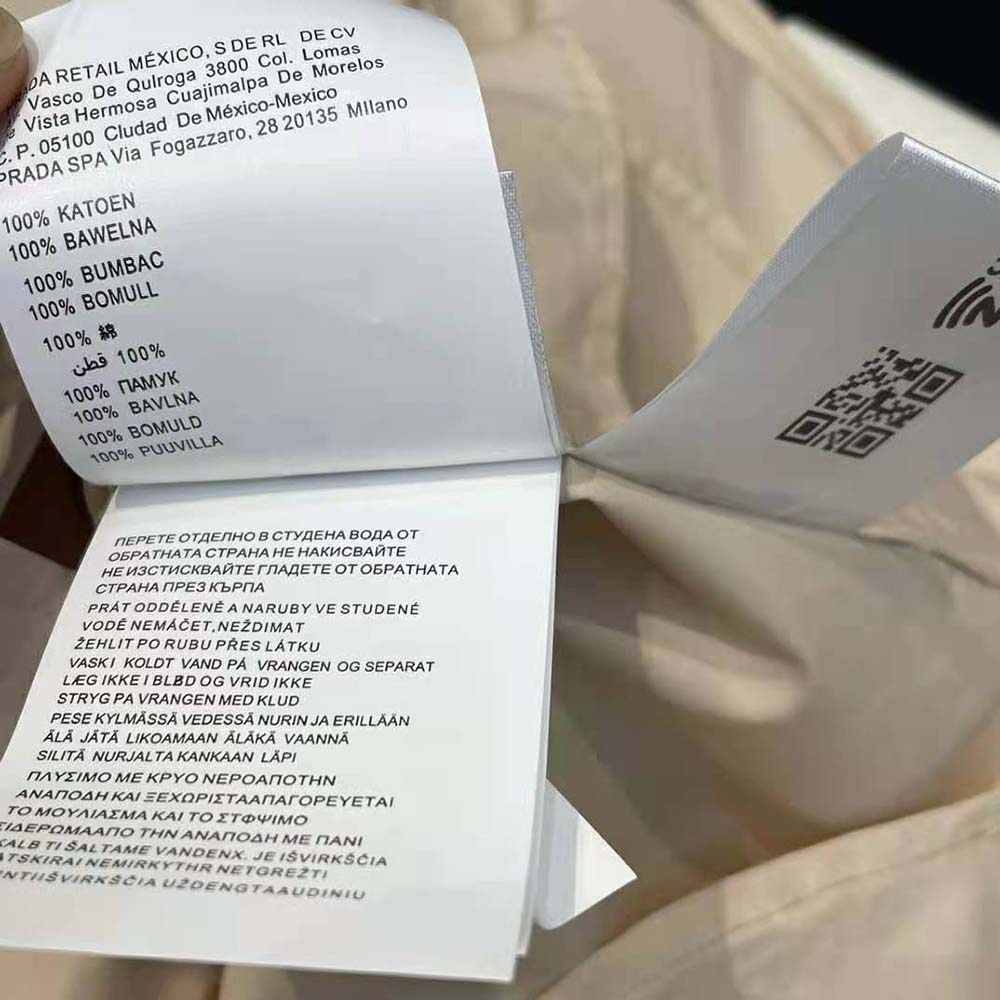 DA RETAIL MÉXICO, S DE RL DE CV
Vasco De Qulroga 3800 Col. Lomas
Vista Hermosa Cuajimalpa De Morelos
C. P. 05100 Ciudad De México-Mexico
PRADA SPA Via Fogazzaro, 28 20135 MIlano
100% KATOEN
100% BAWELNA
100% BUMBAC
100% BOMULL
100% 綿
100% قطن
100% ПАМУК
100% BAVLNA
100% BOMULD
100% PUUVILLA
ПЕРЕТЕ ОТДЕЛНО В СТУДЕНА ВОДА ОТ
ОБРАТНАТА СТРАНА НЕ НАКИСВАЙТЕ
НЕ ИЗСТИСКВАЙТЕ ГЛАДЕТЕ ОТ ОБРАТНАТА
СТРАНА ПРЕЗ КЪРПА
PRÁT ODDĚLENĚ A NARUBY VE STUDENÉ
VODĚ NEMÁČET,NEŽDIMAT
ŽEHLIT PO RUBU PŘES LÁTKU
VASK I KOLDT VAND PÅ VRANGEN OG SEPARAT
LÆG IKKE I BLØD OG VRID IKKE
STRYG PA VRANGEN MED KLUD
PESE KYLMÄSSÄ VEDESSÄ NURIN JA ERILLÄÄN
ÄLÄ JÄTÄ LIKOAMAAN ÄLÄKÄ VAANNÄ
SILITÄ NURJALTA KANKAAN LÄPI
ΠΛΥΣΙΜΟ ΜΕ ΚΡΥΟ ΝΕΡΟΑΠΟΤΗΝ
ΑΝΑΠΟΔΗ ΚΑΙ ΞΕΧΩΡΙΣΤΑΑΠΑΓΟΡΕΥΕΤΑΙ
ΤΟ ΜΟΥΛΙΑΣΜΑ ΚΑΙ ΤΟ ΣΤΦΨΙΜΟ
ΣΙΔΕΡΩΜΑΑΠΟ ΤΗΝ ΑΝΑΠΟΔΗ ΜΕ ΠΑΝΙ
KALB TI ŠALTAME VANDENX. JE IŠVIRKŠČIA
ATSKIRAI NEMIRKYTHR NETGREŽTI
INTIIŠVIRKŠČIA UŽDENGTAAUDINIU